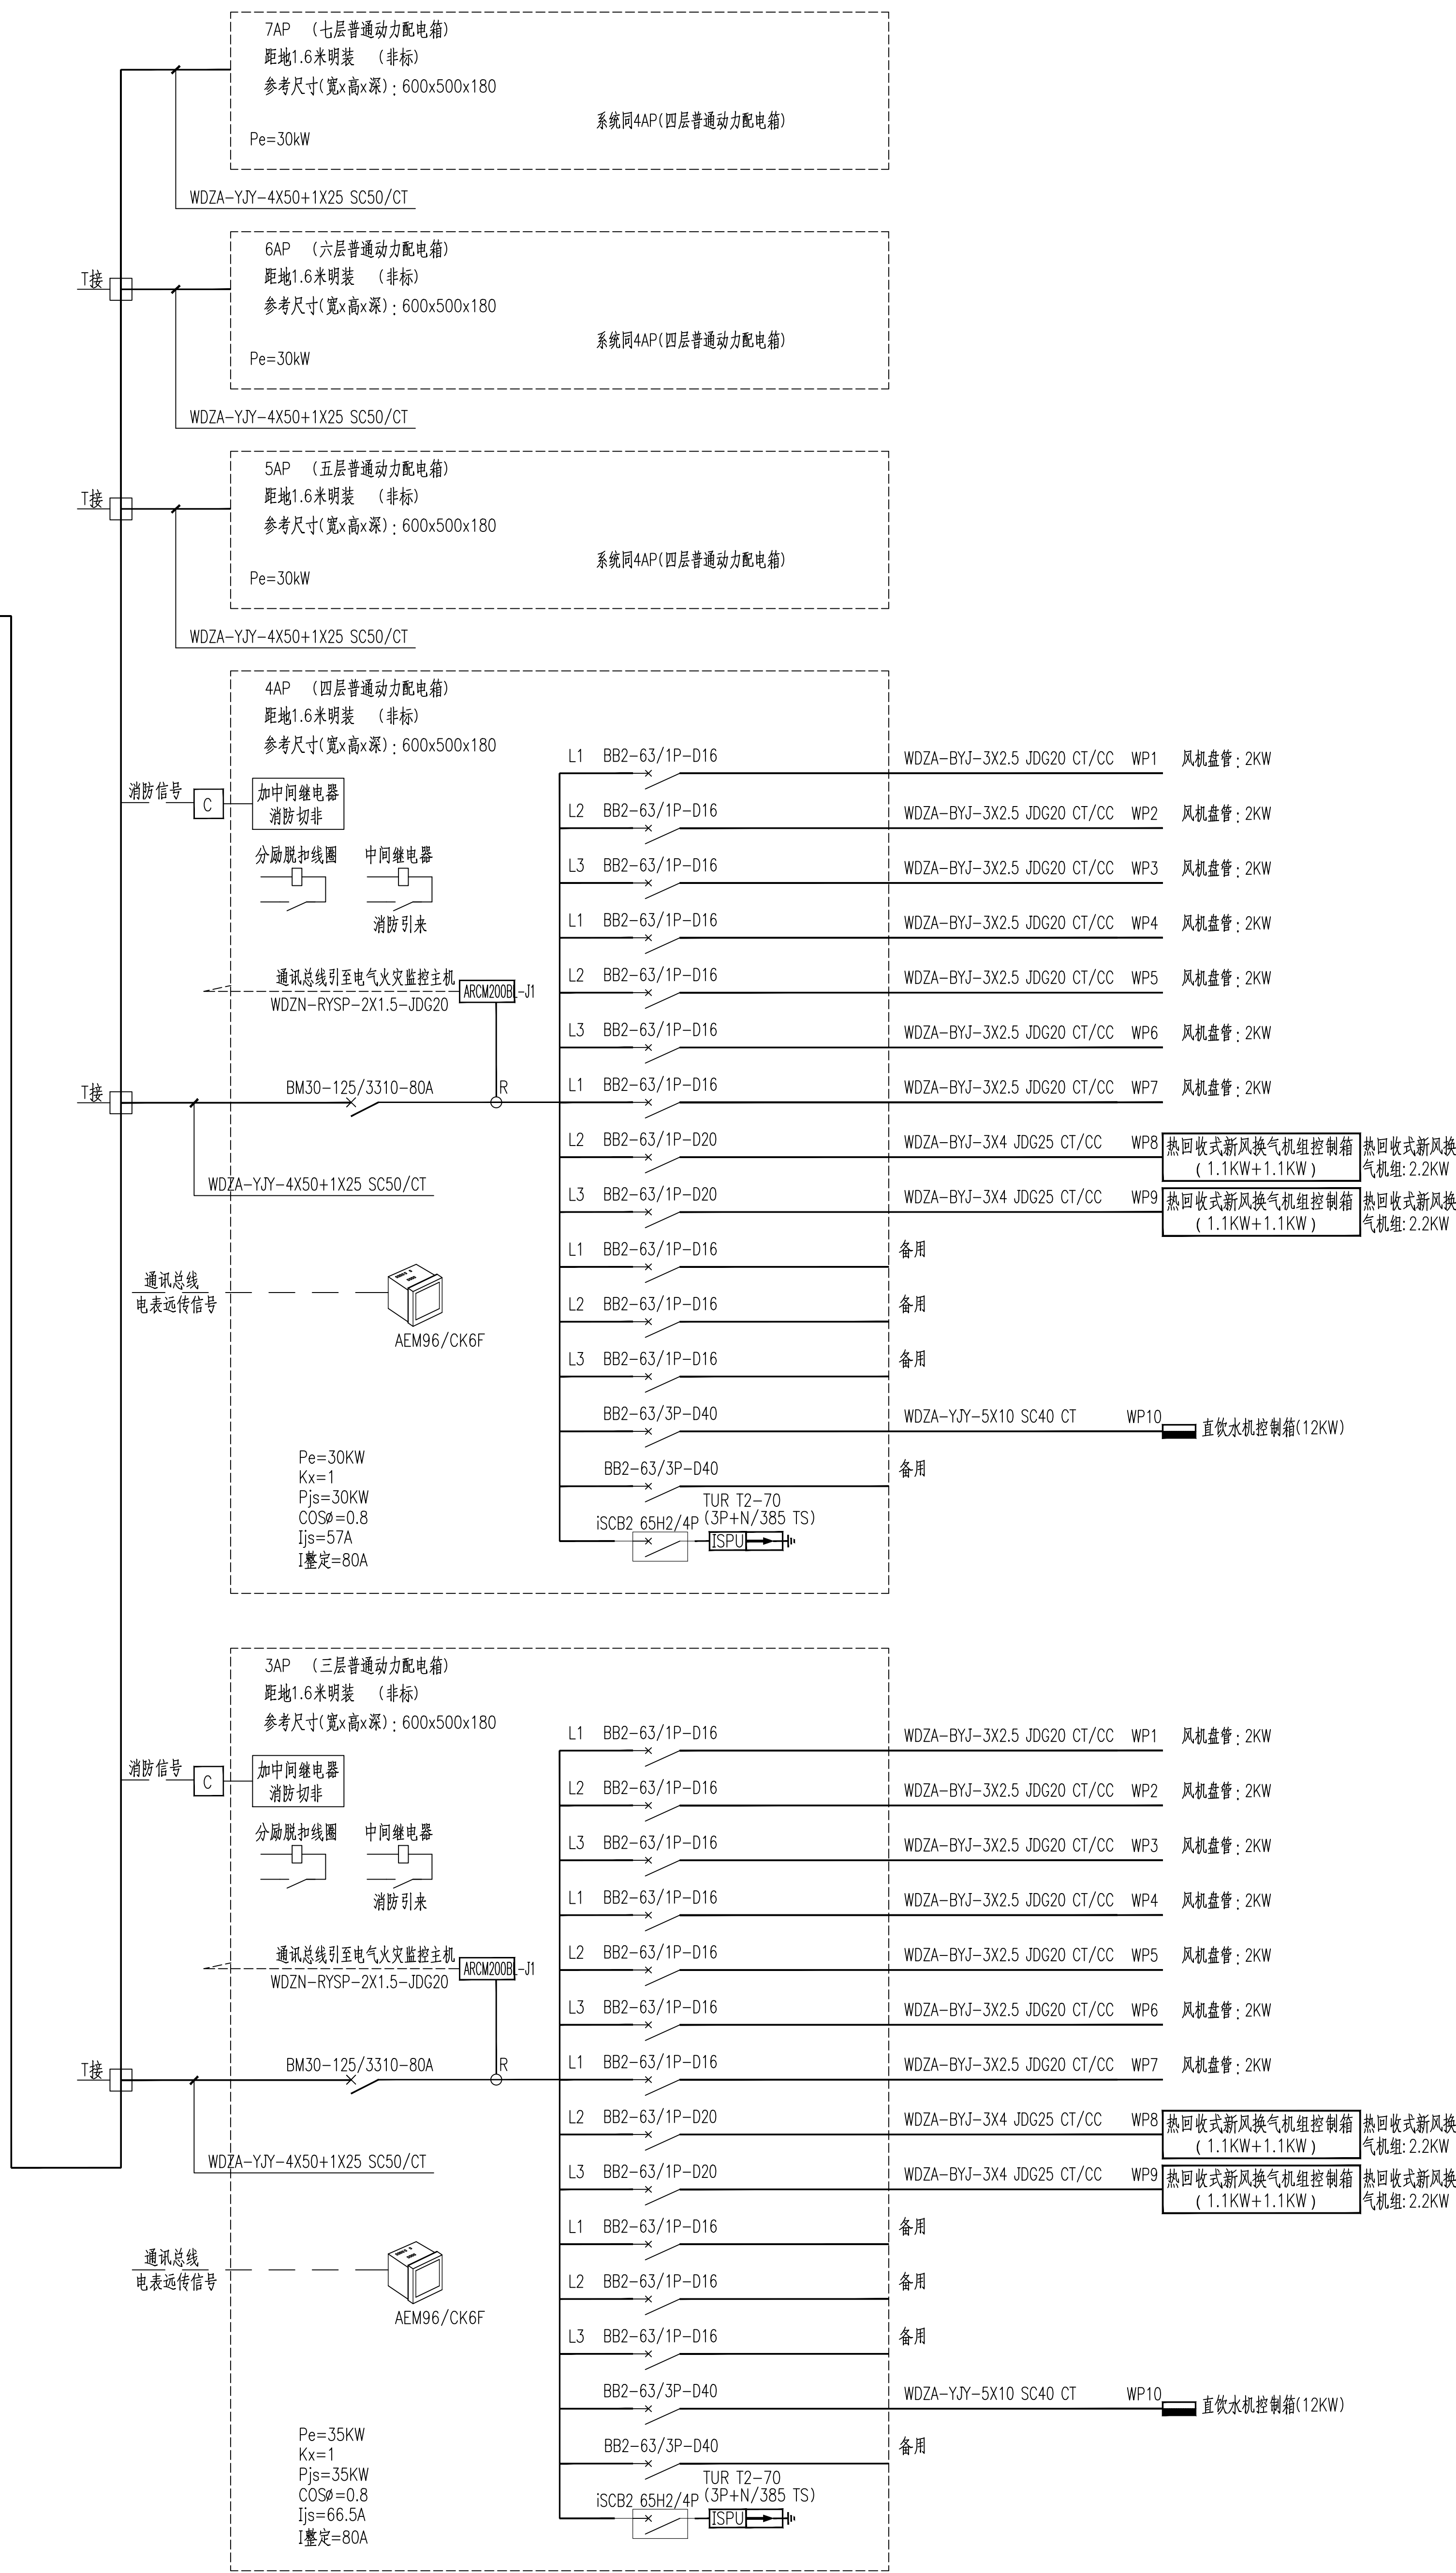 7AP （七层普通动力配电箱）
距地1.6米明装 （非标）
参考尺寸(宽x高x深)：600x500x180
系统同4AP(四层普通动力配电箱)
Pe=30kW
WDZA-YJY-4X50+1X25 SC50/CT
6AP （六层普通动力配电箱）
距地1.6米明装 （非标）
T接
参考尺寸(宽x高x深)：600x500x180
系统同4AP(四层普通动力配电箱)
Pe=30kW
WDZA-YJY-4X50+1X25 SC50/CT
5AP （五层普通动力配电箱）
距地1.6米明装 （非标）
T接
参考尺寸(宽x高x深)：600x500x180
系统同4AP(四层普通动力配电箱)
Pe=30kW
WDZA-YJY-4X50+1X25 SC50/CT
4AP （四层普通动力配电箱）
距地1.6米明装 （非标）
参考尺寸(宽x高x深)：600x500x180
消防信号
C
加中间继电器
消防切非
分励脱扣线圈
中间继电器
消防引来
通讯总线引至电气火灾监控主机
WDZN-RYSP-2X1.5-JDG20
ARCM200BL-J1
T接
BM30-125/3310-80A
R
WDZA-YJY-4X50+1X25 SC50/CT
通讯总线
电表远传信号
AEM96/CK6F
Pe=30KW
Kx=1
Pjs=30KW
COSø=0.8
Ijs=57A
I整定=80A
L1 BB2-63/1P-D16 WDZA-BYJ-3X2.5 JDG20 CT/CC WP1 风机盘管：2KW
L2 BB2-63/1P-D16 WDZA-BYJ-3X2.5 JDG20 CT/CC WP2 风机盘管：2KW
L3 BB2-63/1P-D16 WDZA-BYJ-3X2.5 JDG20 CT/CC WP3 风机盘管：2KW
L1 BB2-63/1P-D16 WDZA-BYJ-3X2.5 JDG20 CT/CC WP4 风机盘管：2KW
L2 BB2-63/1P-D16 WDZA-BYJ-3X2.5 JDG20 CT/CC WP5 风机盘管：2KW
L3 BB2-63/1P-D16 WDZA-BYJ-3X2.5 JDG20 CT/CC WP6 风机盘管：2KW
L1 BB2-63/1P-D16 WDZA-BYJ-3X2.5 JDG20 CT/CC WP7 风机盘管：2KW
L2 BB2-63/1P-D20 WDZA-BYJ-3X4 JDG25 CT/CC WP8
热回收式新风换气机组控制箱
（1.1KW+1.1KW）
热回收式新风换
气机组:2.2KW
L3 BB2-63/1P-D20 WDZA-BYJ-3X4 JDG25 CT/CC WP9
热回收式新风换气机组控制箱
（1.1KW+1.1KW）
热回收式新风换
气机组:2.2KW
L1 BB2-63/1P-D16 备用
L2 BB2-63/1P-D16 备用
L3 BB2-63/1P-D16 备用
BB2-63/3P-D40 WDZA-YJY-5X10 SC40 CT WP10 直饮水机控制箱(12KW)
BB2-63/3P-D40 备用
TUR T2-70
iSCB2 65H2/4P (3P+N/385 TS)
ISPU
3AP （三层普通动力配电箱）
距地1.6米明装 （非标）
参考尺寸(宽x高x深)：600x500x180
消防信号
C
加中间继电器
消防切非
分励脱扣线圈
中间继电器
消防引来
通讯总线引至电气火灾监控主机
WDZN-RYSP-2X1.5-JDG20
ARCM200BL-J1
T接
BM30-125/3310-80A
R
WDZA-YJY-4X50+1X25 SC50/CT
通讯总线
电表远传信号
AEM96/CK6F
Pe=35KW
Kx=1
Pjs=35KW
COSø=0.8
Ijs=66.5A
I整定=80A
L1 BB2-63/1P-D16 WDZA-BYJ-3X2.5 JDG20 CT/CC WP1 风机盘管：2KW
L2 BB2-63/1P-D16 WDZA-BYJ-3X2.5 JDG20 CT/CC WP2 风机盘管：2KW
L3 BB2-63/1P-D16 WDZA-BYJ-3X2.5 JDG20 CT/CC WP3 风机盘管：2KW
L1 BB2-63/1P-D16 WDZA-BYJ-3X2.5 JDG20 CT/CC WP4 风机盘管：2KW
L2 BB2-63/1P-D16 WDZA-BYJ-3X2.5 JDG20 CT/CC WP5 风机盘管：2KW
L3 BB2-63/1P-D16 WDZA-BYJ-3X2.5 JDG20 CT/CC WP6 风机盘管：2KW
L1 BB2-63/1P-D16 WDZA-BYJ-3X2.5 JDG20 CT/CC WP7 风机盘管：2KW
L2 BB2-63/1P-D20 WDZA-BYJ-3X4 JDG25 CT/CC WP8
热回收式新风换气机组控制箱
（1.1KW+1.1KW）
热回收式新风换
气机组:2.2KW
L3 BB2-63/1P-D20 WDZA-BYJ-3X4 JDG25 CT/CC WP9
热回收式新风换气机组控制箱
（1.1KW+1.1KW）
热回收式新风换
气机组:2.2KW
L1 BB2-63/1P-D16 备用
L2 BB2-63/1P-D16 备用
L3 BB2-63/1P-D16 备用
BB2-63/3P-D40 WDZA-YJY-5X10 SC40 CT WP10 直饮水机控制箱(12KW)
BB2-63/3P-D40 备用
TUR T2-70
iSCB2 65H2/4P (3P+N/385 TS)
ISPU